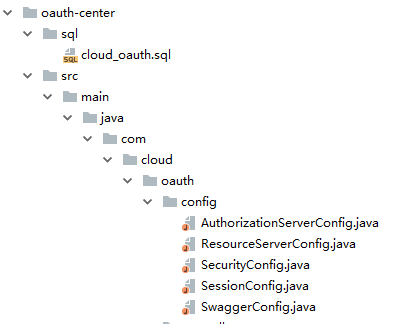 oauth-center
sql
cloud_oauth.sql
src
main
java
com
cloud
oauth
config
AuthorizationServerConfig.java
ResourceServerConfig.java
SecurityConfig.java
SessionConfig.java
SwaggerConfig.java